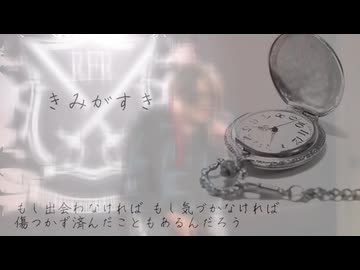 きみがすき
もし出会わなければ もし気づかなければ
傷つかず済んだこともあるんだろう